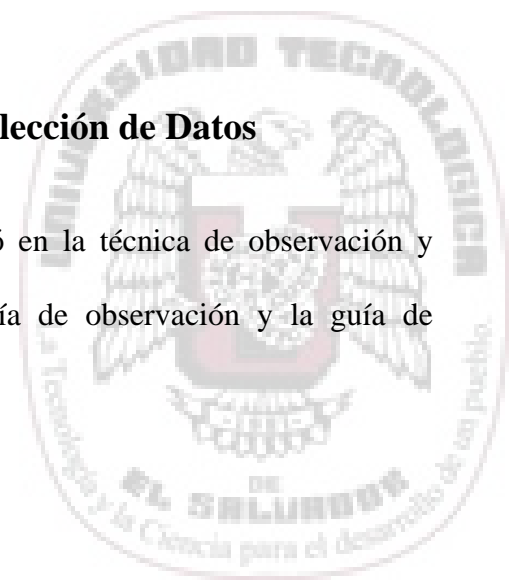 UNIVERSIDAD TECNOLOGICA
lección de Datos
ó en la técnica de observación y
ía de observación y la guía de
La Tecnología y la Ciencia para el desarrollo de un pueblo.
DE
EL SALVADOR